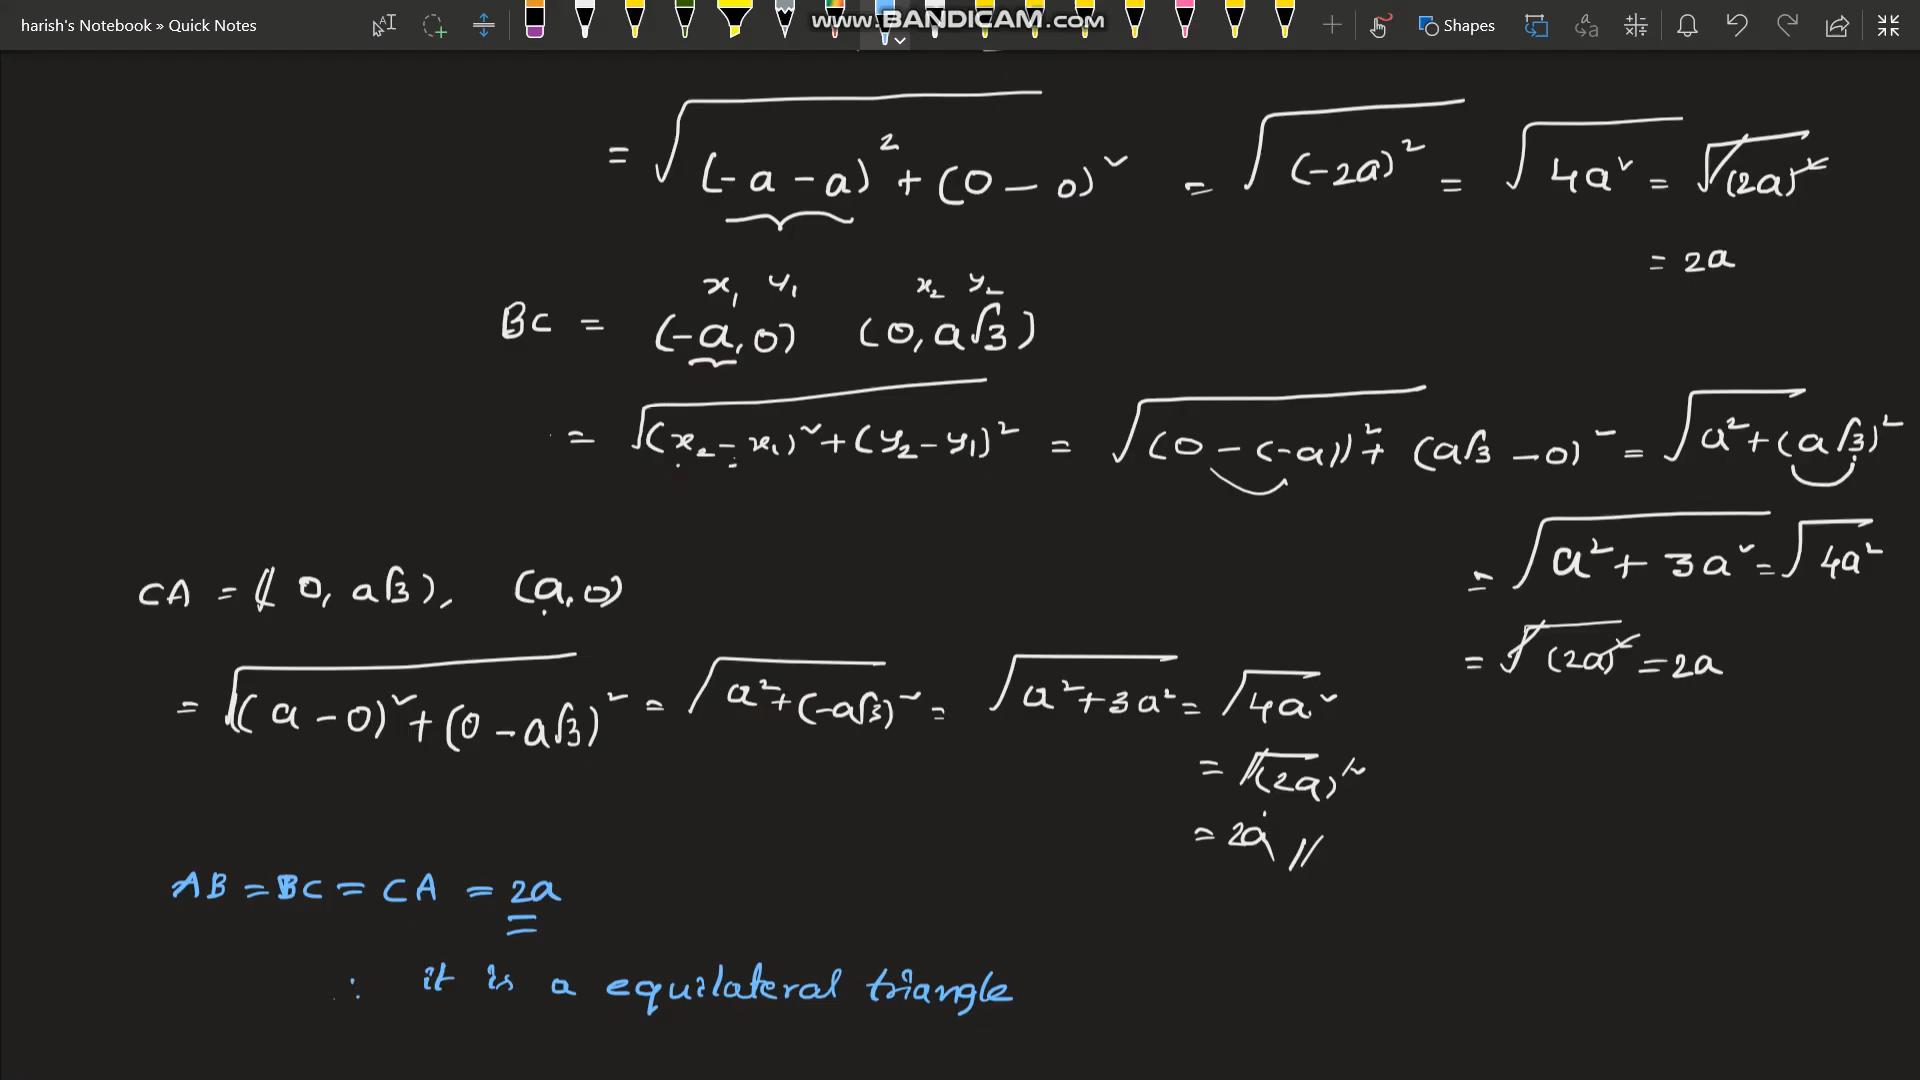 harish's Notebook » Quick Notes
www.BANDICAM.com
Shapes
= √(-a - a)² + (0 - 0)² = √(-2a)² = √4a² = √(2a)²
= 2a
x₁ y₁ x₂ y₂
BC = (-a, 0) (0, a√3)
= √(x₂ - x₁)² + (y₂ - y₁)² = √(0 - (-a))² + (a√3 - 0)² = √a² + (a√3)²
= √a² + 3a² = √4a²
= √(2a)² = 2a
CA = (0, a√3), (a, 0)
= √(a - 0)² + (0 - a√3)² = √a² + (-a√3)² = √a² + 3a² = √4a²
= √(2a)²
= 2a //
AB = BC = CA = 2a
∴ it is a equilateral triangle